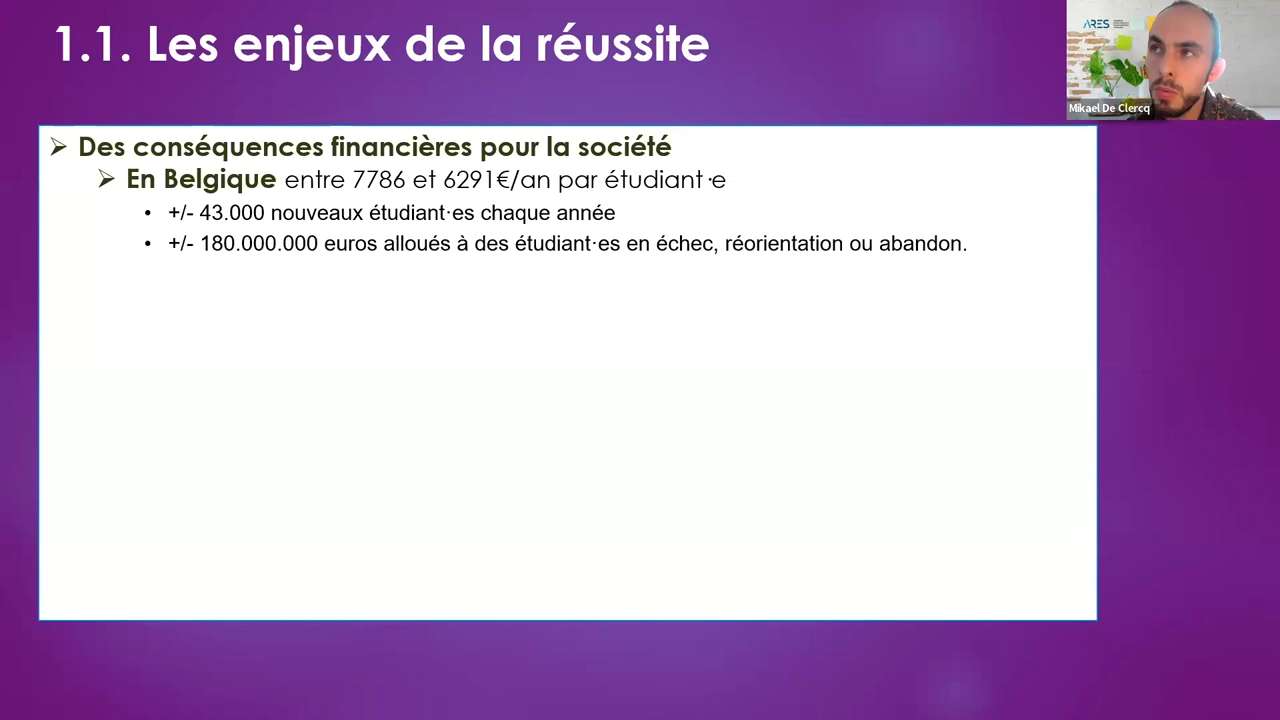 1.1. Les enjeux de la réussite
ARES
Mikael De Clercq
➢ Des conséquences financières pour la société
➢ En Belgique entre 7786 et 6291€/an par étudiant·e
• +/- 43.000 nouveaux étudiant·es chaque année
• +/- 180.000.000 euros alloués à des étudiant·es en échec, réorientation ou abandon.